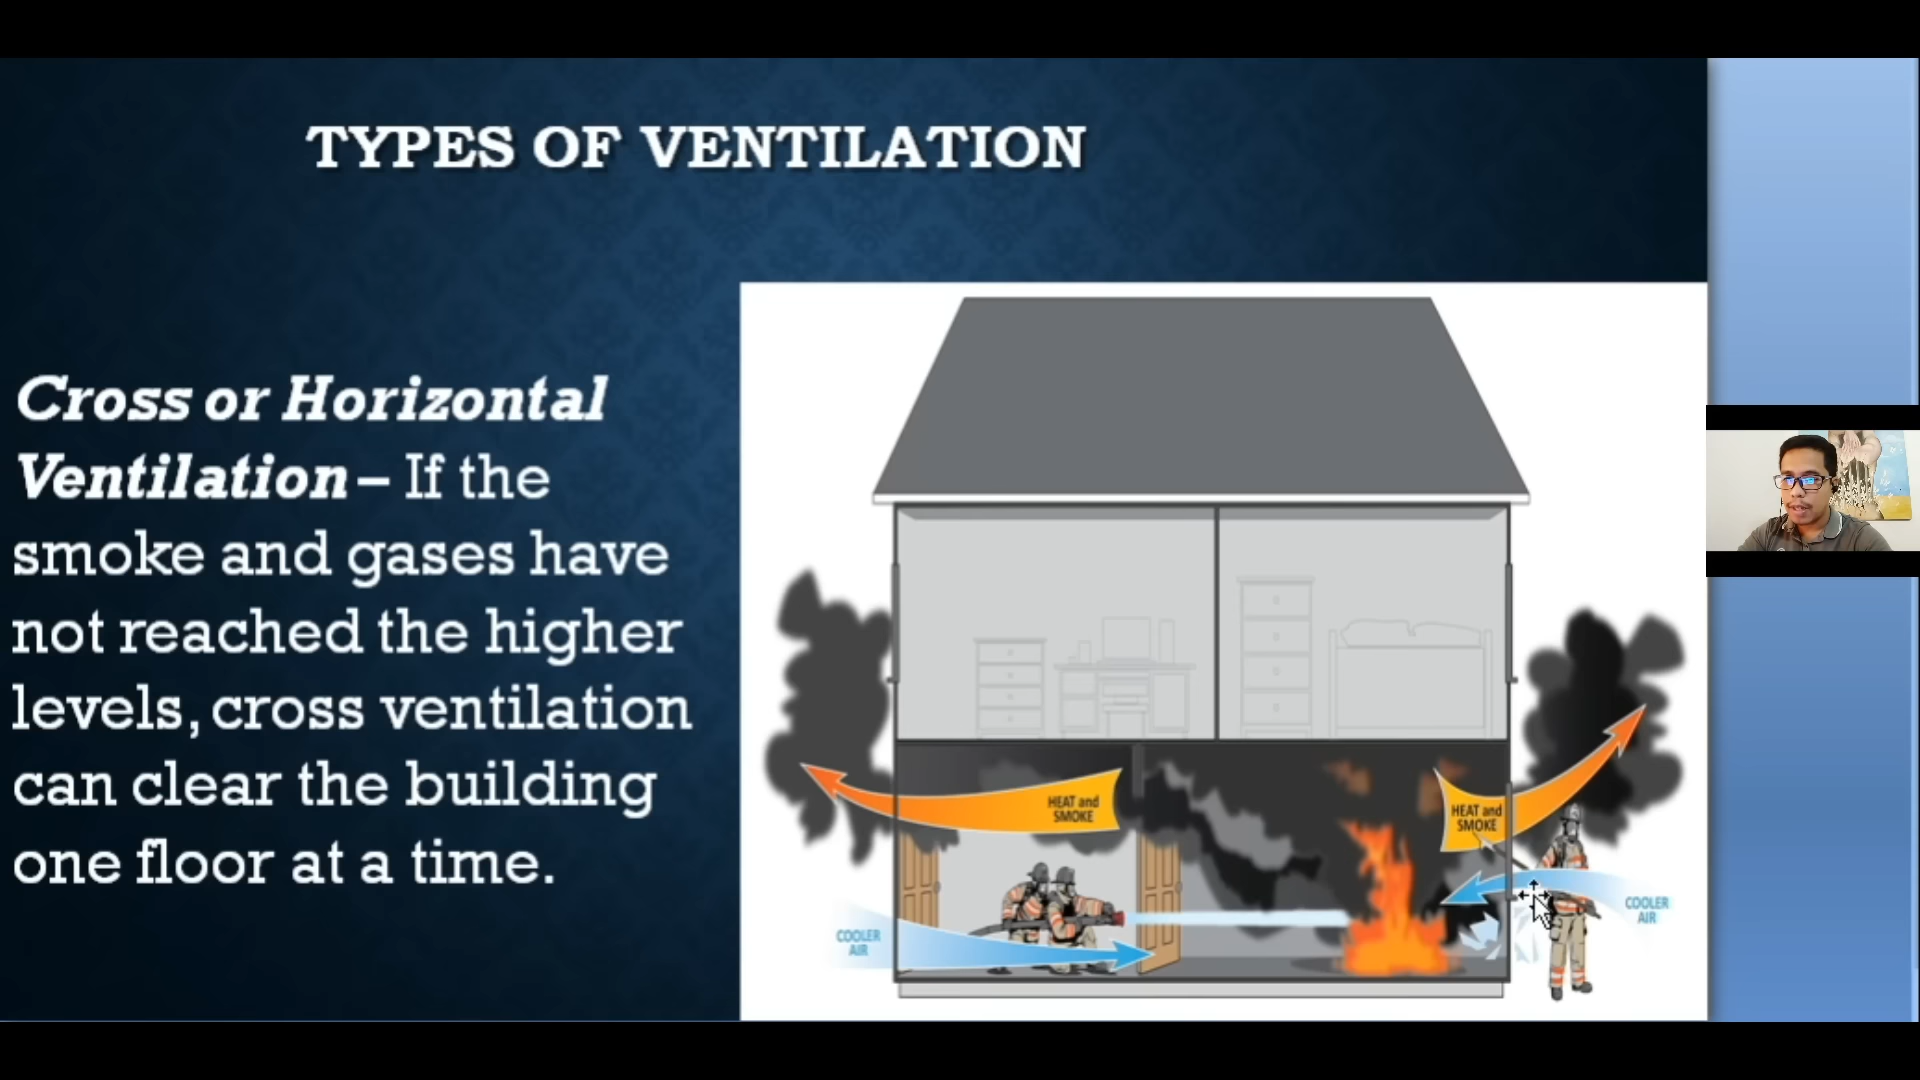 TYPES OF VENTILATION
Cross or Horizontal
Ventilation – If the
smoke and gases have
not reached the higher
levels, cross ventilation
can clear the building
one floor at a time.
HEAT and
SMOKE
HEAT and
SMOKE
COOLER
AIR
COOLER
AIR